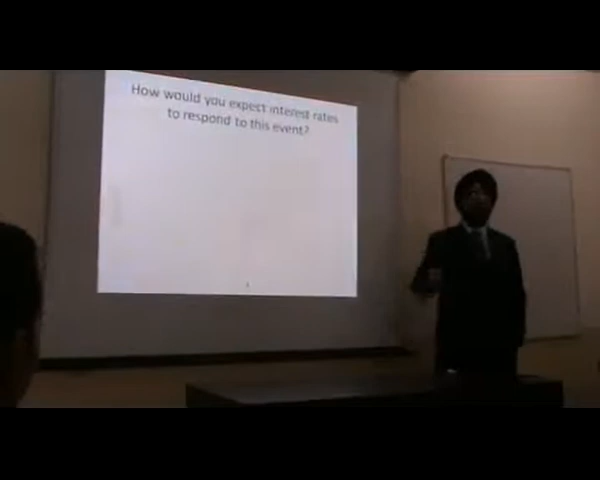 How would you expect interest rates
to respond to this event?